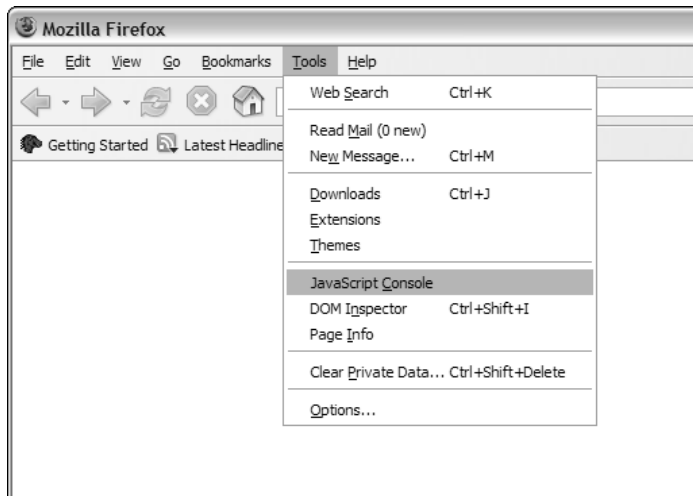 Mozilla Firefox
File Edit View Go Bookmarks Tools Help
Web Search Ctrl+K
Read Mail (0 new)
New Message... Ctrl+M
Getting Started Latest Headline
Downloads Ctrl+J
Extensions
Themes
JavaScript Console
DOM Inspector Ctrl+Shift+I
Page Info
Clear Private Data... Ctrl+Shift+Delete
Options...